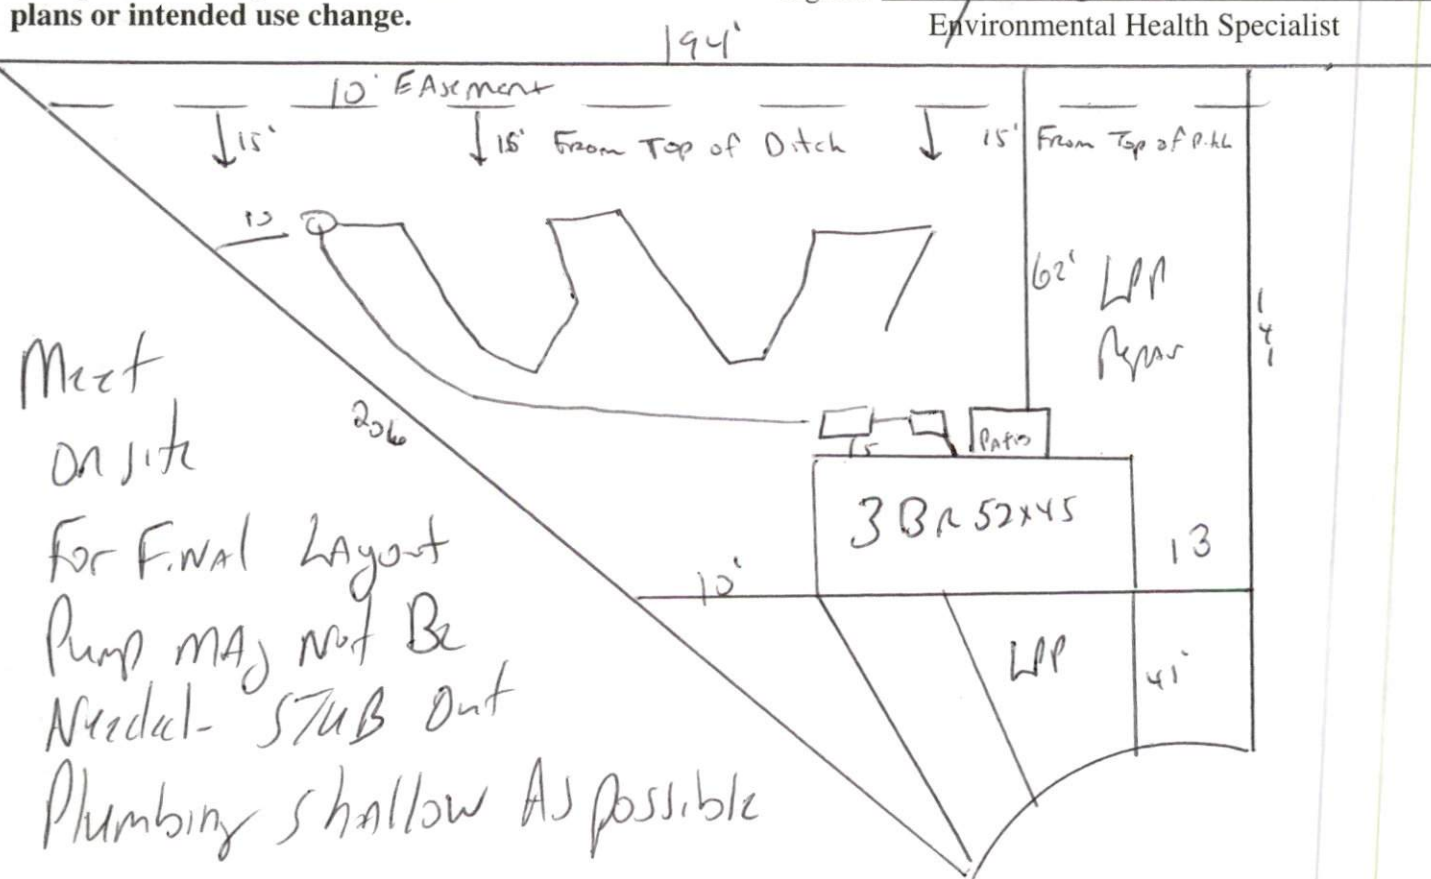 plans or intended use change.
Environmental Health Specialist
194'
10' EAsement
15'
15' From Top of Ditch
15' From Top of Ditch
15
62'
LPP
Repair
141
Meet
on site
For FiNAl LAyout
Pump mAy Not Be
Needed - STUB Out
Plumbing shallow As possible
206
15
PAtio
3 BR 52x45
13
10'
LPP
41'